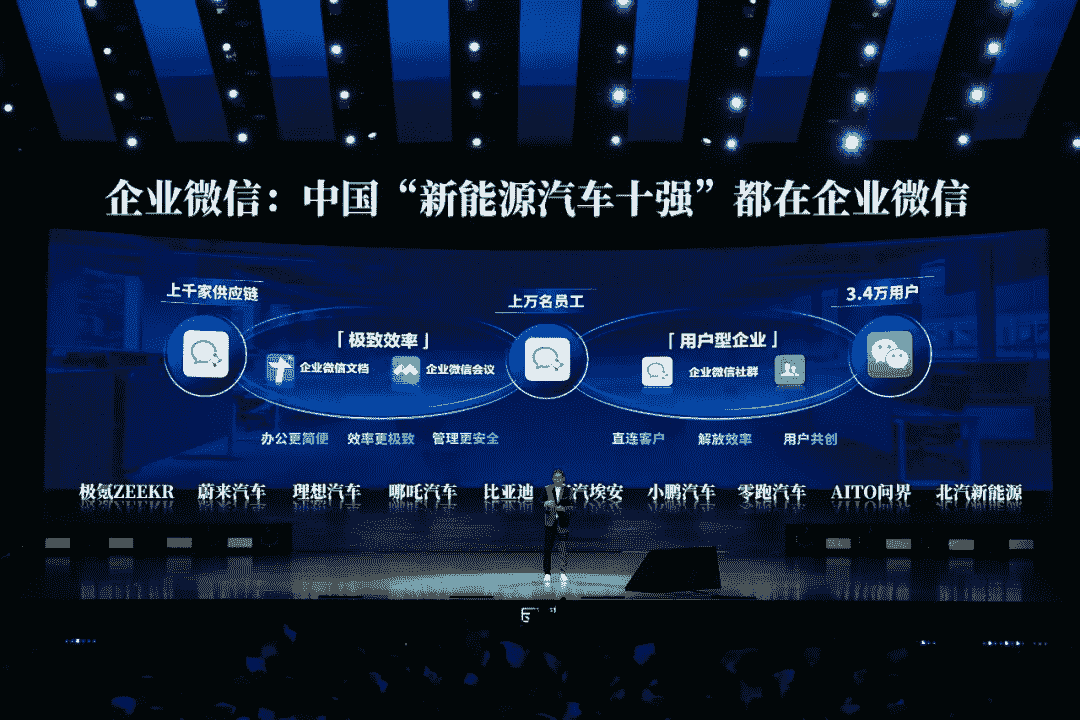 企业微信：中国“新能源汽车十强”都在企业微信
上千家供应链
上万名员工
3.4万用户
「极致效率」
「用户型企业」
企业微信文档
企业微信会议
企业微信社群
办公更简便 效率更极致 管理更安全
直连客户 解放效率 用户共创
极氪ZEEKR 蔚来汽车 理想汽车 哪吒汽车 比亚迪 汽埃安 小鹏汽车 零跑汽车 AITO问界 北汽新能源